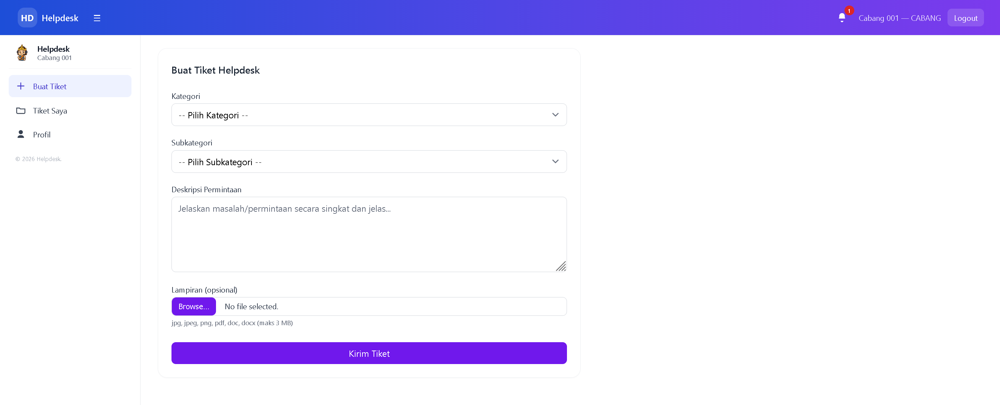 HD Helpdesk ☰
1
Cabang 001 — CABANG
Logout
Helpdesk
Cabang 001
Buat Tiket
Tiket Saya
Profil
© 2026 Helpdesk.
Buat Tiket Helpdesk
Kategori
-- Pilih Kategori --
Subkategori
-- Pilih Subkategori --
Deskripsi Permintaan
Jelaskan masalah/permintaan secara singkat dan jelas...
Lampiran (opsional)
Browse... No file selected.
jpg, jpeg, png, pdf, doc, docx (maks 3 MB)
Kirim Tiket